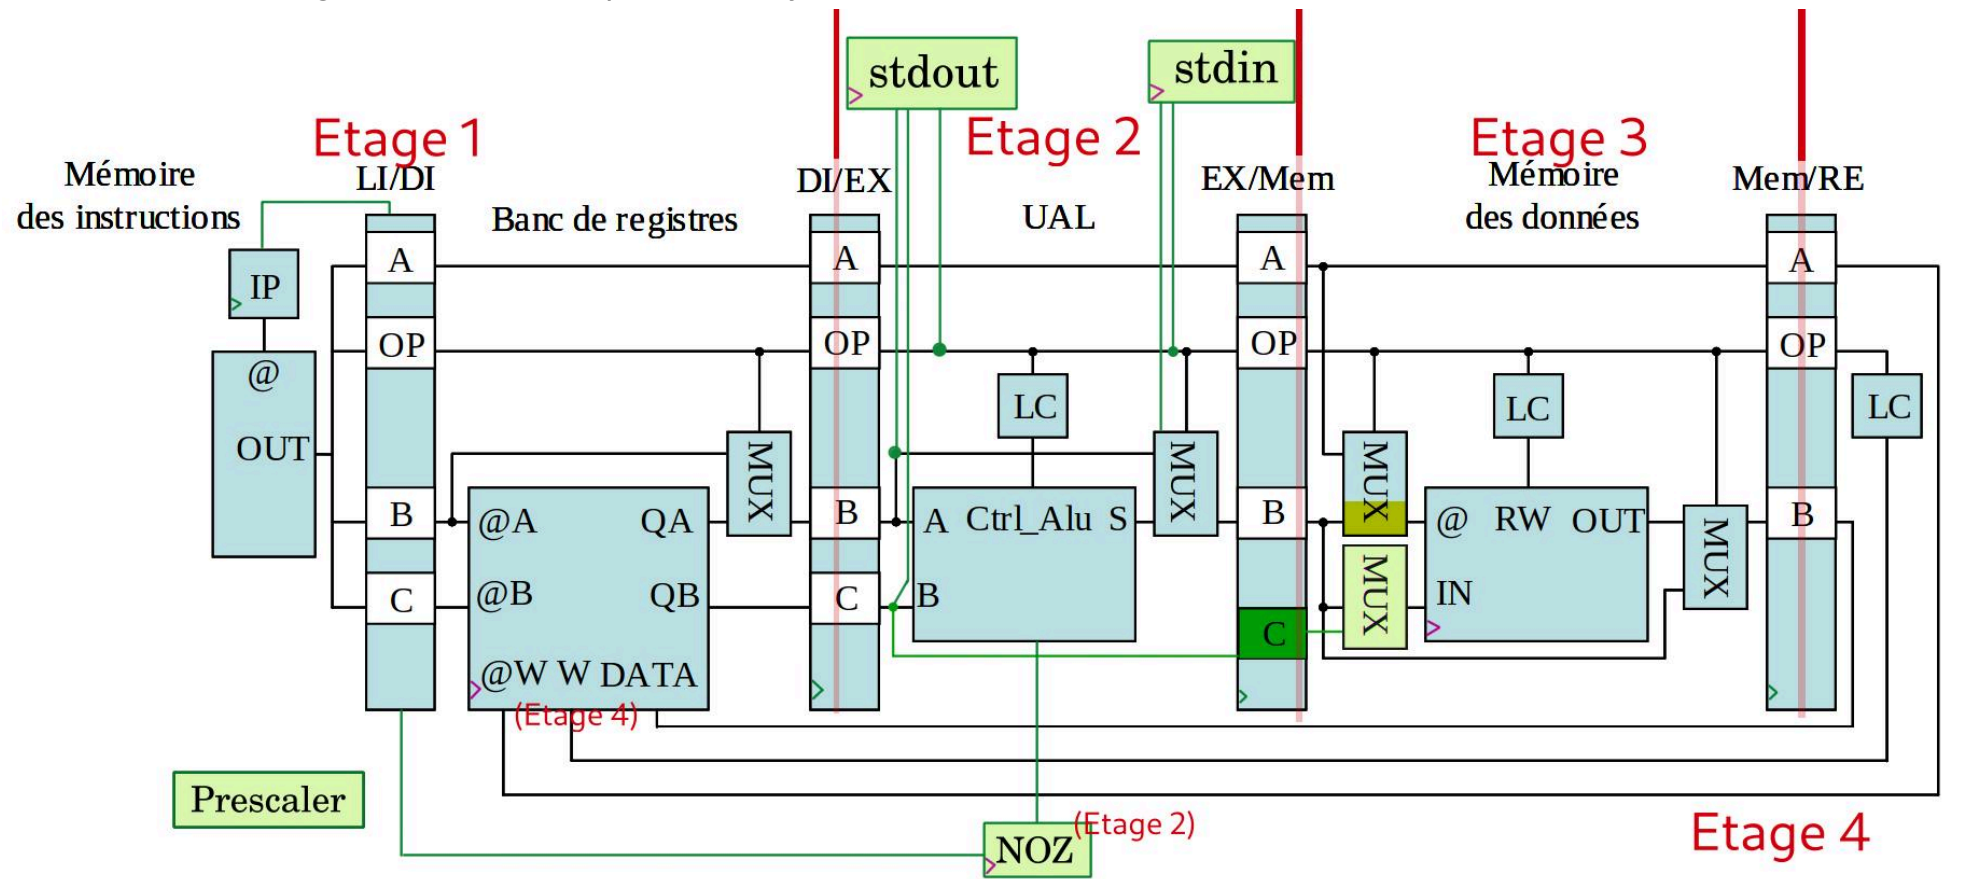 stdout
stdin
Etage 1
Etage 2
Etage 3
Mémoire
des instructions
LI/DI
Banc de registres
DI/EX
UAL
EX/Mem
Mémoire
des données
Mem/RE
IP
@
OUT
A
OP
B
C
MUX
@A
QA
@B
QB
@W W DATA
(Etage 4)
A
OP
B
C
LC
A Ctrl_Alu S
B
MUX
A
OP
B
C
MUX
MUX
LC
@ RW OUT
IN
MUX
A
OP
B
LC
Prescaler
NOZ
(Etage 2)
Etage 4